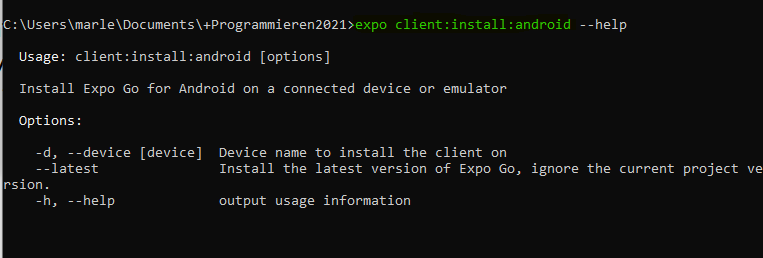 C:\Users\marle\Documents\+Programmieren2021>expo client:install:android --help
Usage: client:install:android [options]
Install Expo Go for Android on a connected device or emulator
Options:
-d, --device [device]  Device name to install the client on
--latest               Install the latest version of Expo Go, ignore the current project ve
rsion.
-h, --help             output usage information